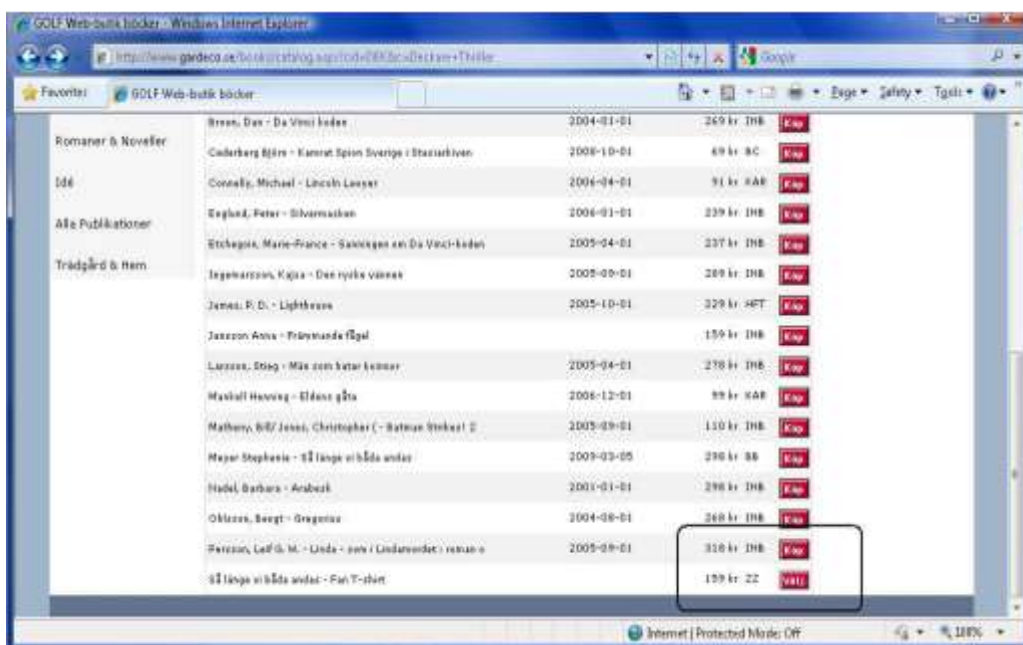 GOLF Web-butik böcker - Windows Internet Explorer
Google
Favorites GOLF Web-butik böcker Page Safety Tools
Brown, Dan - Da Vinci koden 2004-01-01 269 kr INB Köp
Romaner & Noveller
Cederberg Björn - Kamrat Spion Sverige i Stasiarkiven 2008-10-01 69 kr BC Köp
Idé
Connelly, Michael - Lincoln Lawyer 2006-04-01 91 kr KAR Köp
Englund, Peter - Silvermasken 2006-01-01 239 kr INB Köp
Alla Publikationer
Etchegoin, Marie-France - Sanningen om Da Vinci-koden 2005-04-01 237 kr INB Köp
Trädgård & Hem
Ingemarsson, Kajsa - Den ryske vännen 2005-09-01 kr INB Köp
James, P. D. - Lighthouse 2005-10-01 kr HFT Köp
Jansson Anna - Främmande fågel 159 kr INB Köp
Larsson, Stieg - Män som hatar kvinnor 2005-04-01 278 kr INB Köp
Mankell Henning - Eldens gåta 2006-12-01 99 kr KAR Köp
Matheny, Bill/ Jones, Christopher ( - Batman Strikes! 2 2005-09-01 110 kr INB Köp
Meyer Stephenie - Så länge vi båda andas 2009-03-05 298 kr BB Köp
Nadel, Barbara - Arabesk 2001-01-01 298 kr INB Köp
Ohlsson, Bengt - Gregorius 2004-08-01 268 kr INB Köp
Persson, Leif G. W. - Linda - som i Lindamordet : roman o 2005-09-01 318 kr INB Köp
Så länge vi båda andas - Fan T-shirt 159 kr ZZ Välj
Internet | Protected Mode: Off 100%